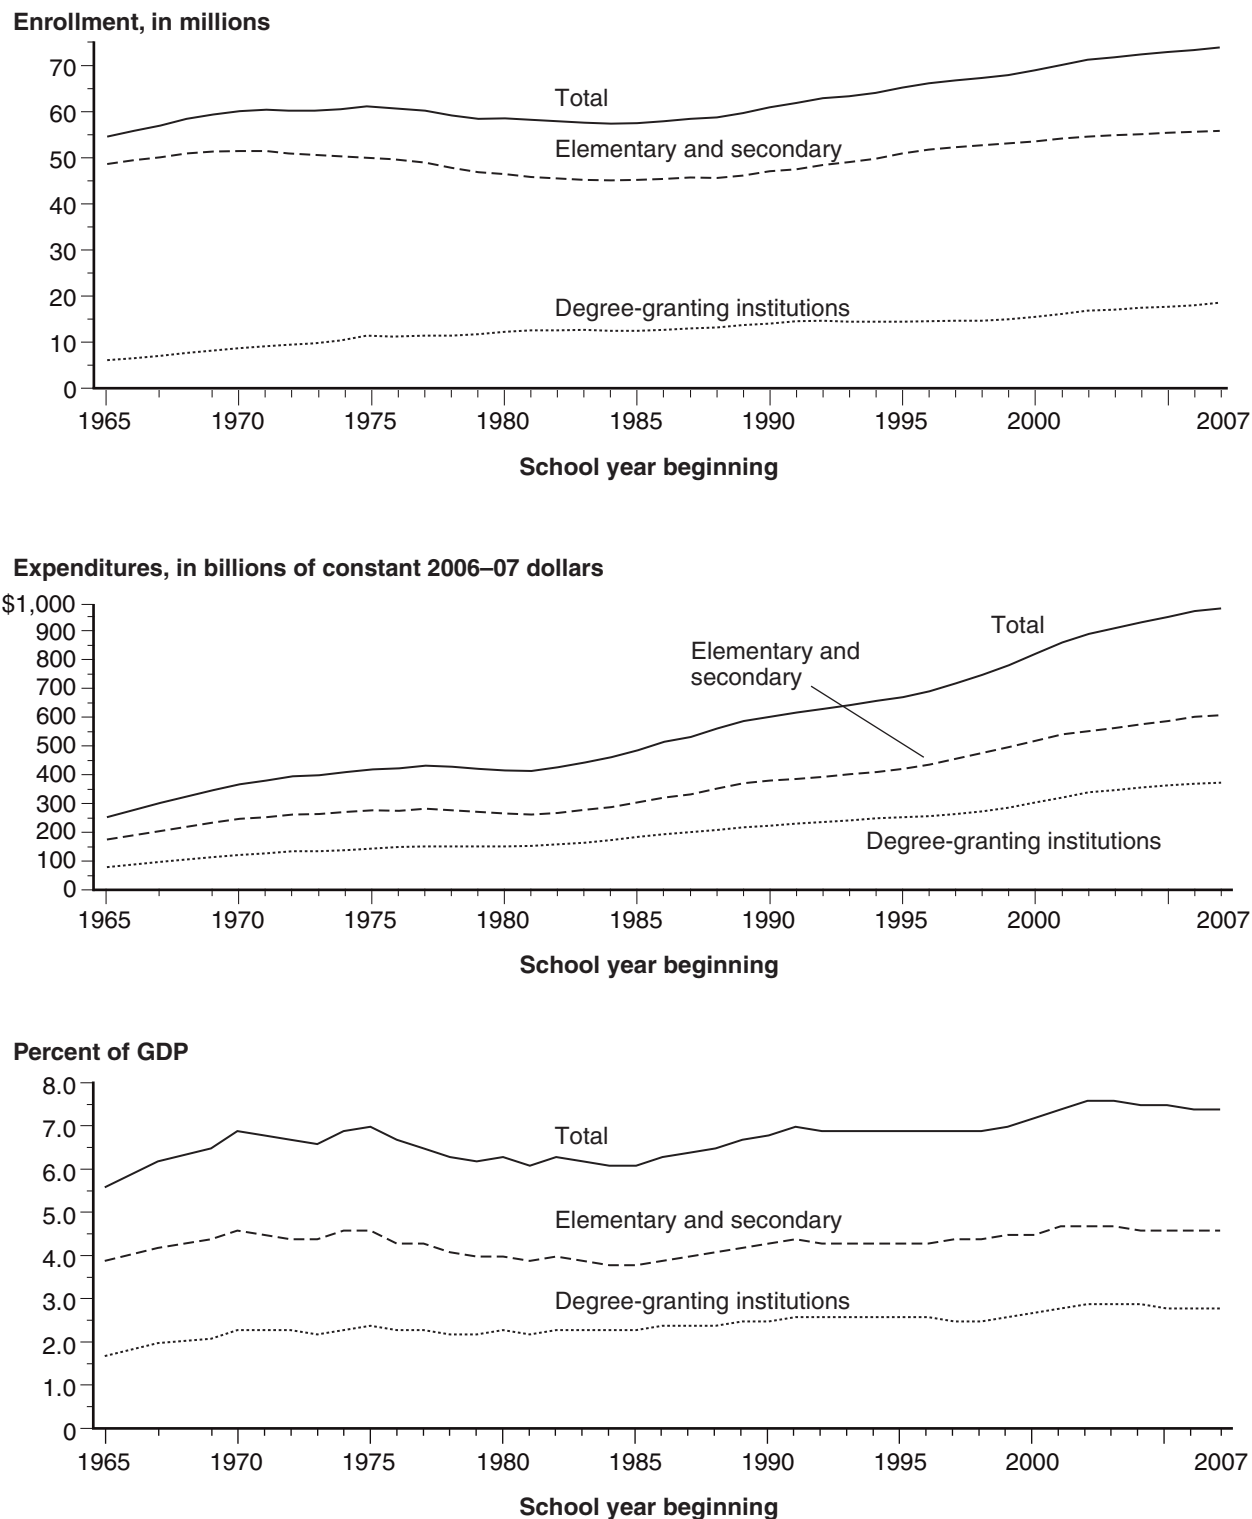 Enrollment, in millions
70
60
50
40
30
20
10
0
Total
Elementary and secondary
Degree-granting institutions
1965 1970 1975 1980 1985 1990 1995 2000 2007
School year beginning
Expenditures, in billions of constant 2006–07 dollars
$1,000
900
800
700
600
500
400
300
200
100
0
Total
Elementary and
secondary
Degree-granting institutions
1965 1970 1975 1980 1985 1990 1995 2000 2007
School year beginning
Percent of GDP
8.0
7.0
6.0
5.0
4.0
3.0
2.0
1.0
0
Total
Elementary and secondary
Degree-granting institutions
1965 1970 1975 1980 1985 1990 1995 2000 2007
School year beginning